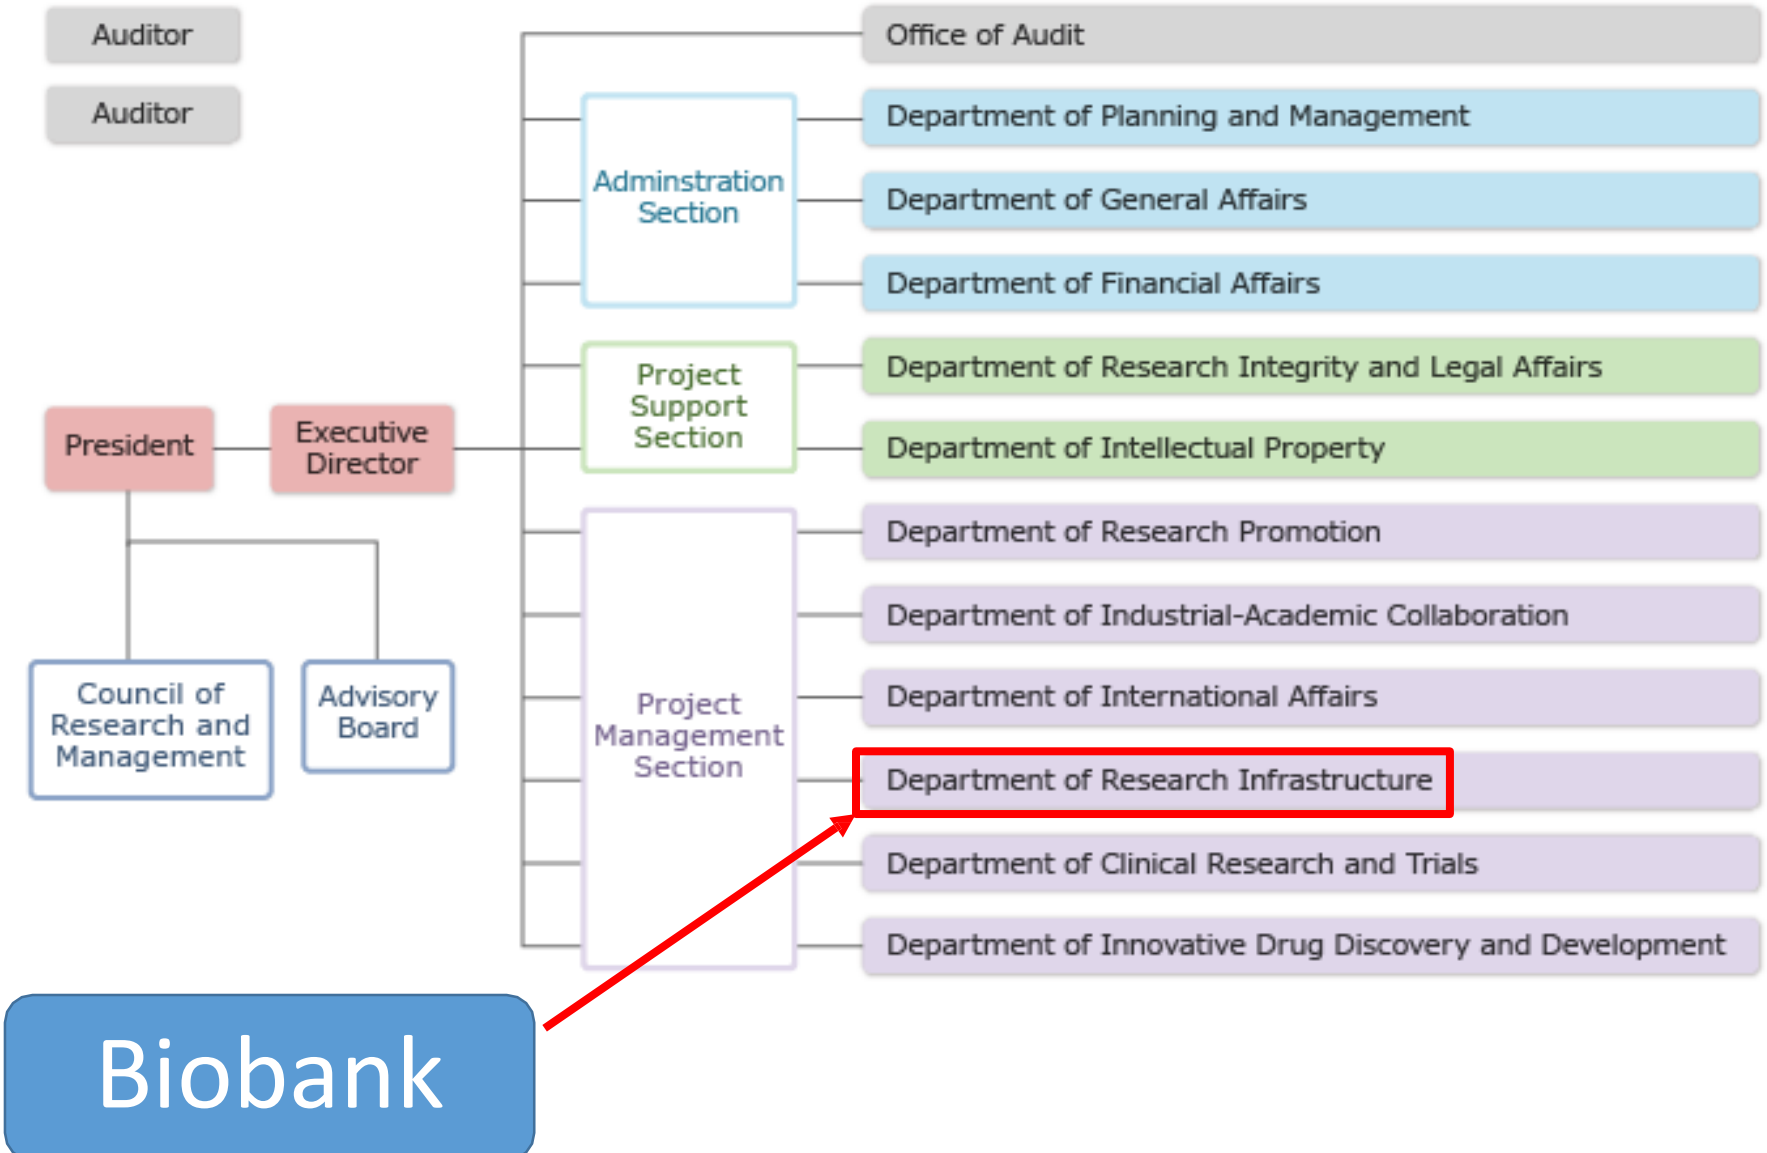 Auditor
Auditor
President
Executive
Director
Council of
Research and
Management
Advisory
Board
Adminstration
Section
Project
Support
Section
Project
Management
Section
Office of Audit
Department of Planning and Management
Department of General Affairs
Department of Financial Affairs
Department of Research Integrity and Legal Affairs
Department of Intellectual Property
Department of Research Promotion
Department of Industrial-Academic Collaboration
Department of International Affairs
Department of Research Infrastructure
Department of Clinical Research and Trials
Department of Innovative Drug Discovery and Development
Biobank